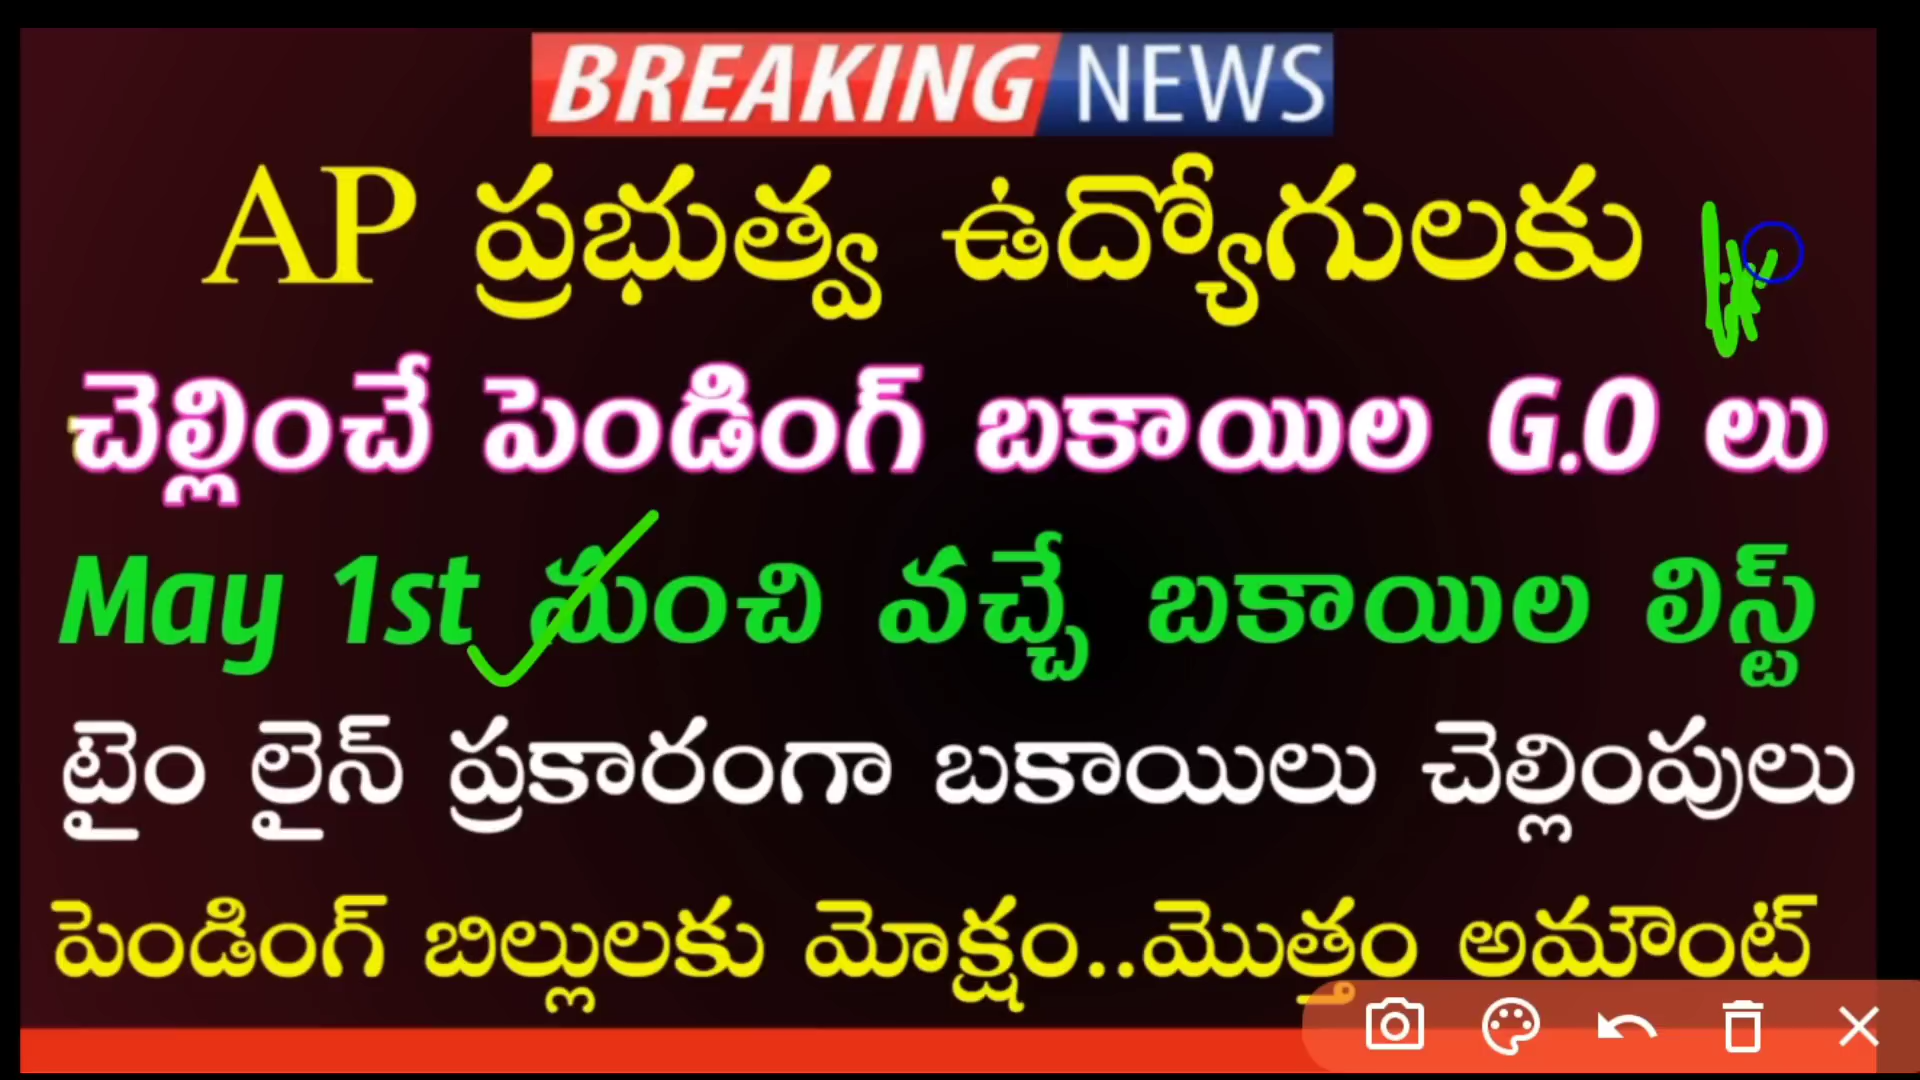 BREAKING NEWS
AP ప్రభుత్వ ఉద్యోగులకు
చెల్లించే పెండింగ్ బకాయిల G.O లు
May 1st నుంచి వచ్చే బకాయిల లిస్ట్
టైం లైన్ ప్రకారంగా బకాయిలు చెల్లింపులు
పెండింగ్ బిల్లులకు మోక్షం..మొత్తం అమౌంట్